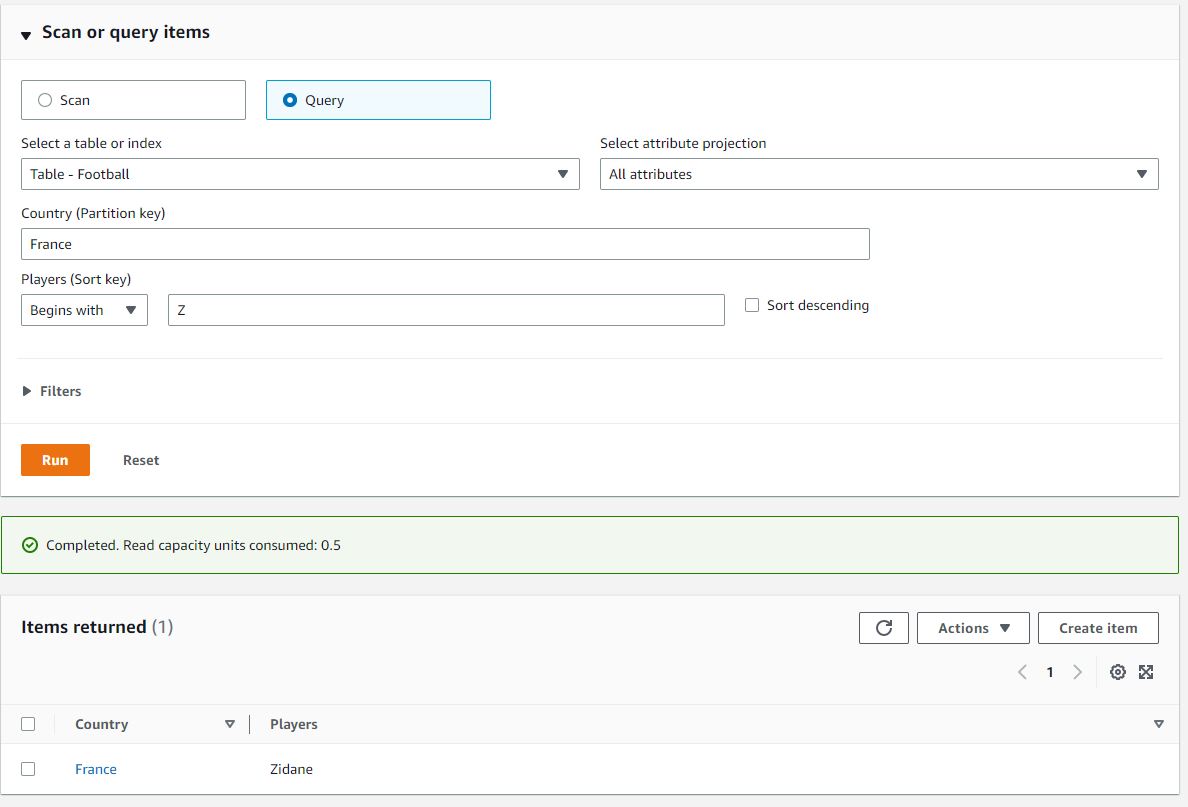 Scan or query items
Scan
Query
Select a table or index
Select attribute projection
Table - Football
All attributes
Country (Partition key)
France
Players (Sort key)
Begins with
Z
Sort descending
Filters
Run
Reset
Completed. Read capacity units consumed: 0.5
Items returned (1)
Actions
Create item
1
Country
Players
France
Zidane